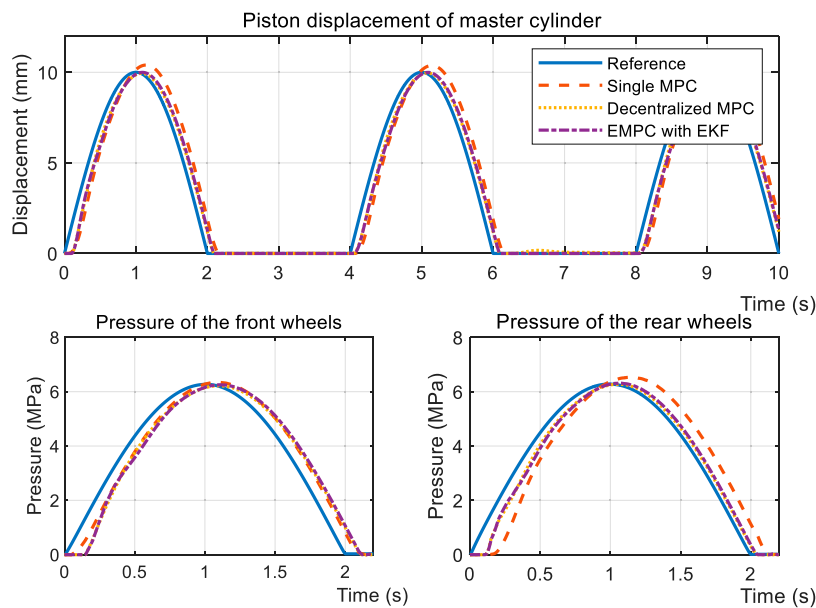 Piston displacement of master cylinder
Displacement (mm)
10
5
0
Reference
Single MPC
Decentralized MPC
EMPC with EKF
0 1 2 3 4 5 6 7 8 9 10
Time (s)
Pressure of the front wheels
Pressure (MPa)
8
6
4
2
0
0 0.5 1 1.5 2
Time (s)
Pressure of the rear wheels
Pressure (MPa)
8
6
4
2
0
0 0.5 1 1.5 2
Time (s)